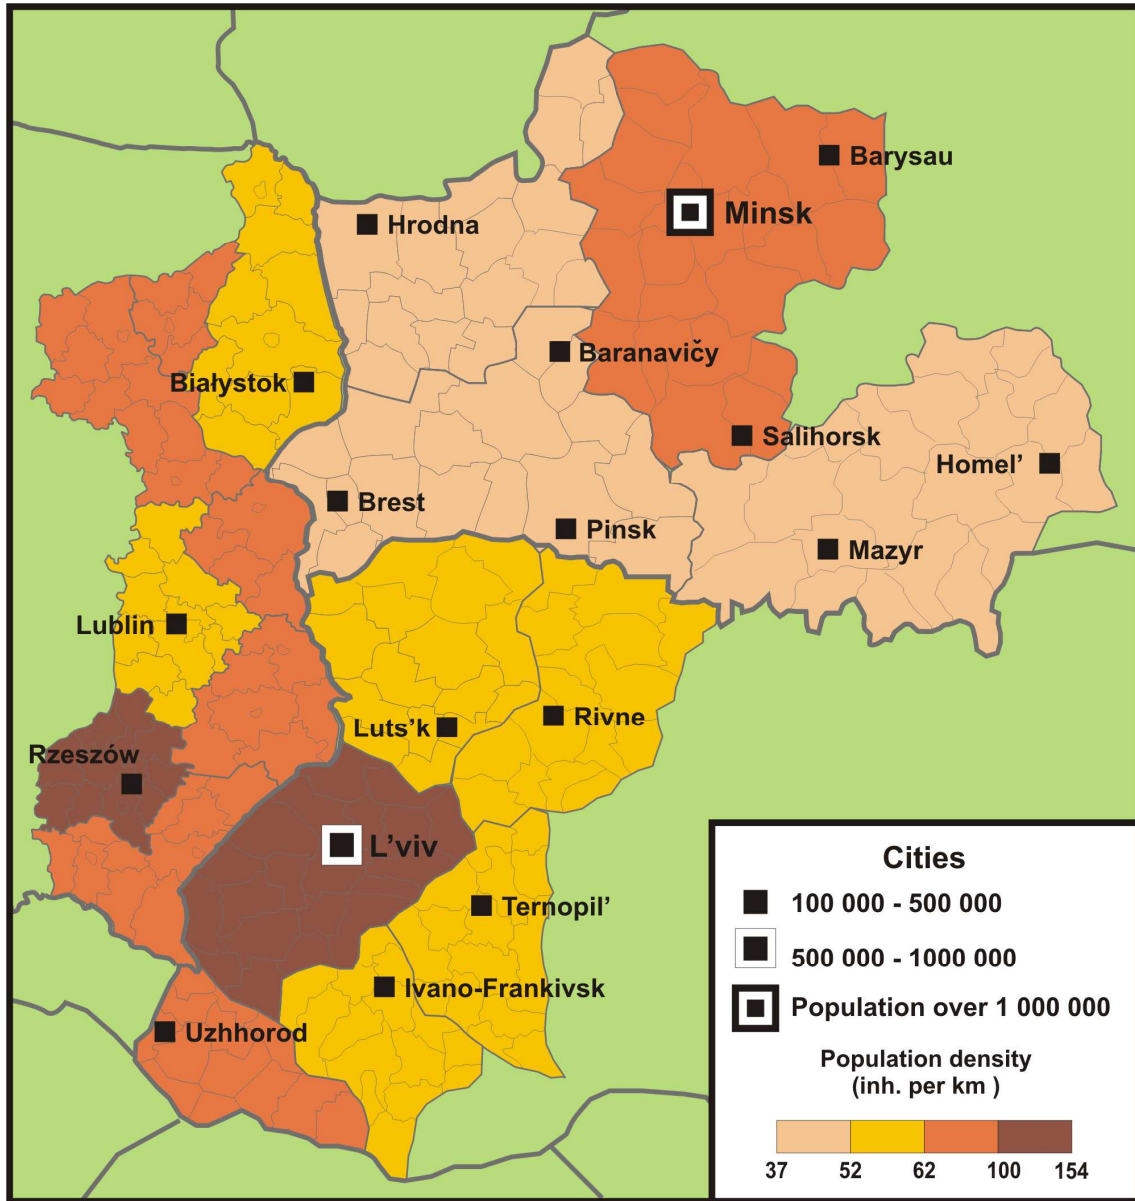 Barysau
Minsk
Hrodna
Baranavičy
Białystok
Salihorsk
Homel’
Brest
Pinsk
Mazyr
Lublin
Luts’k
Rivne
Rzeszów
L’viv
Ternopil’
Ivano-Frankivsk
Uzhhorod
Cities
100 000 - 500 000
500 000 - 1000 000
Population over 1 000 000
Population density
(inh. per km )
37 52 62 100 154